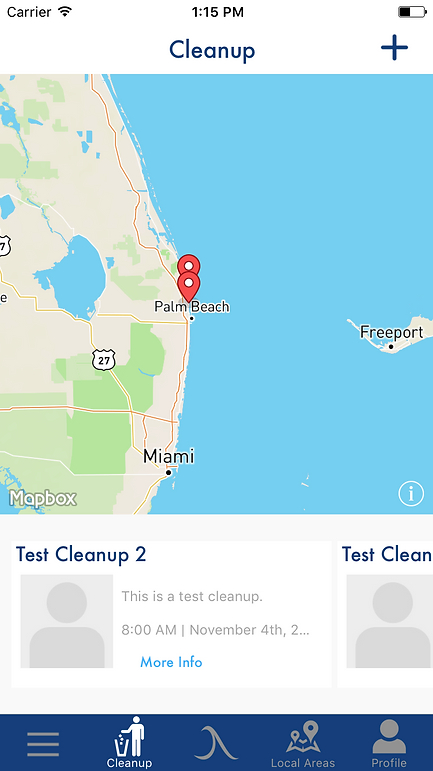 Carrier 1:15 PM
Cleanup
7
e
Palm Beach
Freeport
27
Miami
Mapbox
i
Test Cleanup 2
Test Clean
This is a test cleanup.
8:00 AM | November 4th, 2...
More Info
Cleanup
Local Areas
Profile